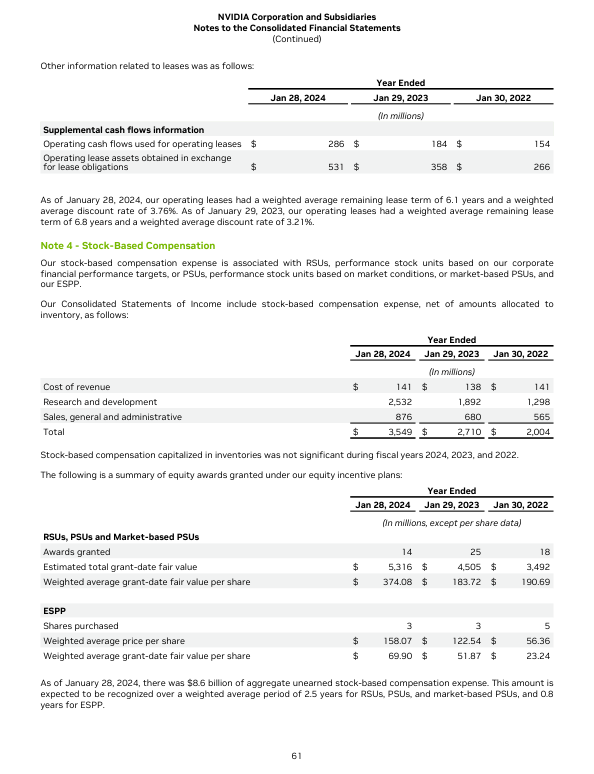 NVIDIA Corporation and Subsidiaries
Notes to the Consolidated Financial Statements
(Continued)
Other information related to leases was as follows:
Year Ended
Jan 28, 2024 Jan 29, 2023 Jan 30, 2022
(In millions)
Supplemental cash flows information
Operating cash flows used for operating leases $ 286 $ 184 $ 154
Operating lease assets obtained in exchange
for lease obligations $ 531 $ 358 $ 266
As of January 28, 2024, our operating leases had a weighted average remaining lease term of 6.1 years and a weighted
average discount rate of 3.76%. As of January 29, 2023, our operating leases had a weighted average remaining lease
term of 6.8 years and a weighted average discount rate of 3.21%.
Note 4 - Stock-Based Compensation
Our stock-based compensation expense is associated with RSUs, performance stock units based on our corporate
financial performance targets, or PSUs, performance stock units based on market conditions, or market-based PSUs, and
our ESPP.
Our Consolidated Statements of Income include stock-based compensation expense, net of amounts allocated to
inventory, as follows:
Year Ended
Jan 28, 2024 Jan 29, 2023 Jan 30, 2022
(In millions)
Cost of revenue $ 141 $ 138 $ 141
Research and development 2,532 1,892 1,298
Sales, general and administrative 876 680 565
Total $ 3,549 $ 2,710 $ 2,004
Stock-based compensation capitalized in inventories was not significant during fiscal years 2024, 2023, and 2022.
The following is a summary of equity awards granted under our equity incentive plans:
Year Ended
Jan 28, 2024 Jan 29, 2023 Jan 30, 2022
(In millions, except per share data)
RSUs, PSUs and Market-based PSUs
Awards granted 14 25 18
Estimated total grant-date fair value $ 5,316 $ 4,505 $ 3,492
Weighted average grant-date fair value per share $ 374.08 $ 183.72 $ 190.69
ESPP
Shares purchased 3 3 5
Weighted average price per share $ 158.07 $ 122.54 $ 56.36
Weighted average grant-date fair value per share $ 69.90 $ 51.87 $ 23.24
As of January 28, 2024, there was $8.6 billion of aggregate unearned stock-based compensation expense. This amount is
expected to be recognized over a weighted average period of 2.5 years for RSUs, PSUs, and market-based PSUs, and 0.8
years for ESPP.
61